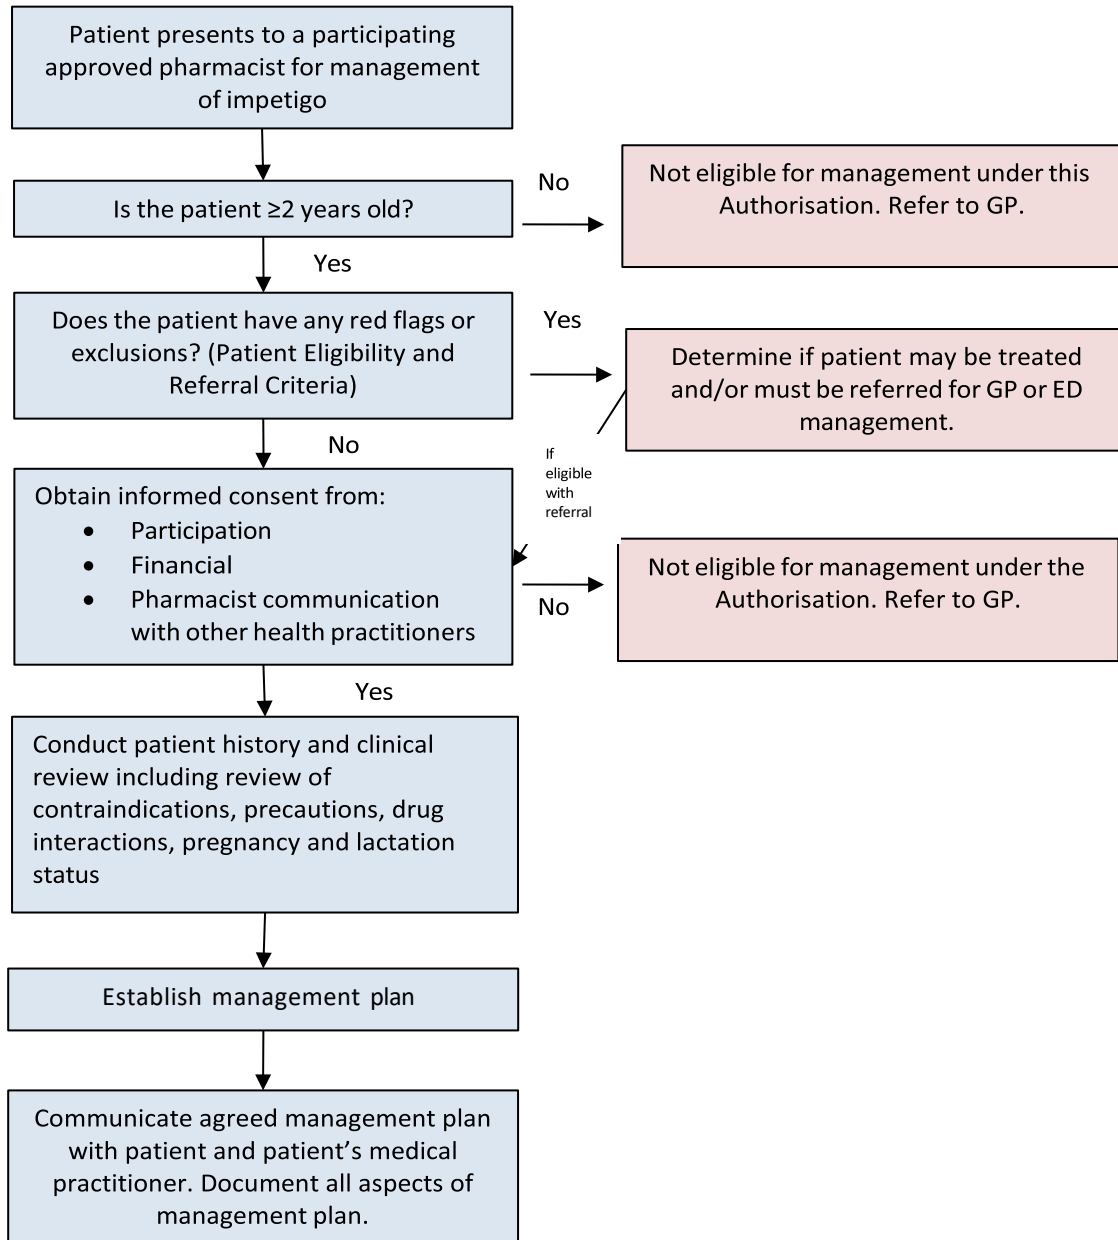 Patient presents to a participating
approved pharmacist for management
of impetigo
Is the patient ≥2 years old?
No
Not eligible for management under this
Authorisation. Refer to GP.
Yes
Does the patient have any red flags or
exclusions? (Patient Eligibility and
Referral Criteria)
Yes
Determine if patient may be treated
and/or must be referred for GP or ED
management.
No
If
eligible
with
referral
Obtain informed consent from:
• Participation
• Financial
• Pharmacist communication
with other health practitioners
No
Not eligible for management under the
Authorisation. Refer to GP.
Yes
Conduct patient history and clinical
review including review of
contraindications, precautions, drug
interactions, pregnancy and lactation
status
Establish management plan
Communicate agreed management plan
with patient and patient’s medical
practitioner. Document all aspects of
management plan.